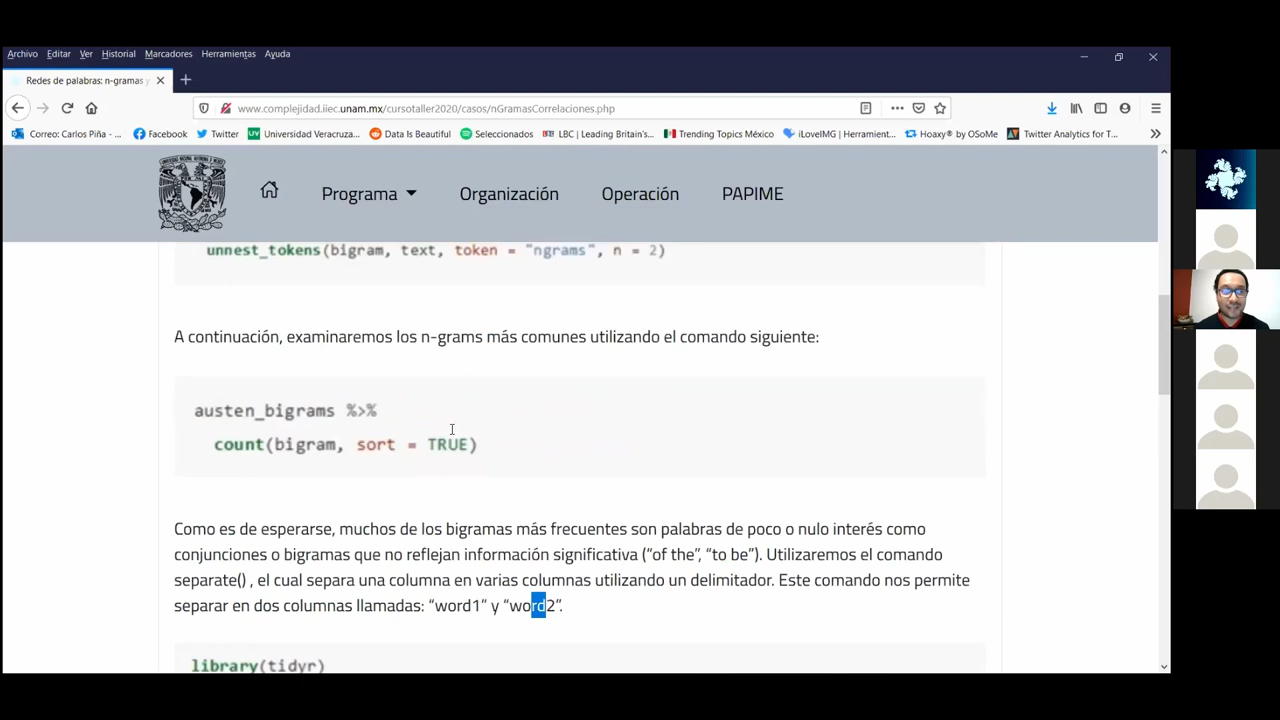 Archivo Editar Ver Historial Marcadores Herramientas Ayuda
Redes de palabras: n-gramas y
www.complejidad.iiec.unam.mx/cursotaller2020/casos/nGramasCorrelaciones.php
Correo: Carlos Piña - ... Facebook Twitter Universidad Veracruza... Data Is Beautiful Seleccionados LBC | Leading Britain's... Trending Topics México iLoveIMG | Herramient... Hoaxy® by OSoMe Twitter Analytics for T...
Programa Organización Operación PAPIME
unnest_tokens(bigram, text, token = "ngrams", n = 2)
A continuación, examinaremos los n-grams más comunes utilizando el comando siguiente:
austen_bigrams %>%
count(bigram, sort = TRUE)
Como es de esperarse, muchos de los bigramas más frecuentes son palabras de poco o nulo interés como
conjunciones o bigramas que no reflejan información significativa (“of the”, “to be”). Utilizaremos el comando
separate() , el cual separa una columna en varias columnas utilizando un delimitador. Este comando nos permite
separar en dos columnas llamadas: “word1” y “word2”.
library(tidyr)